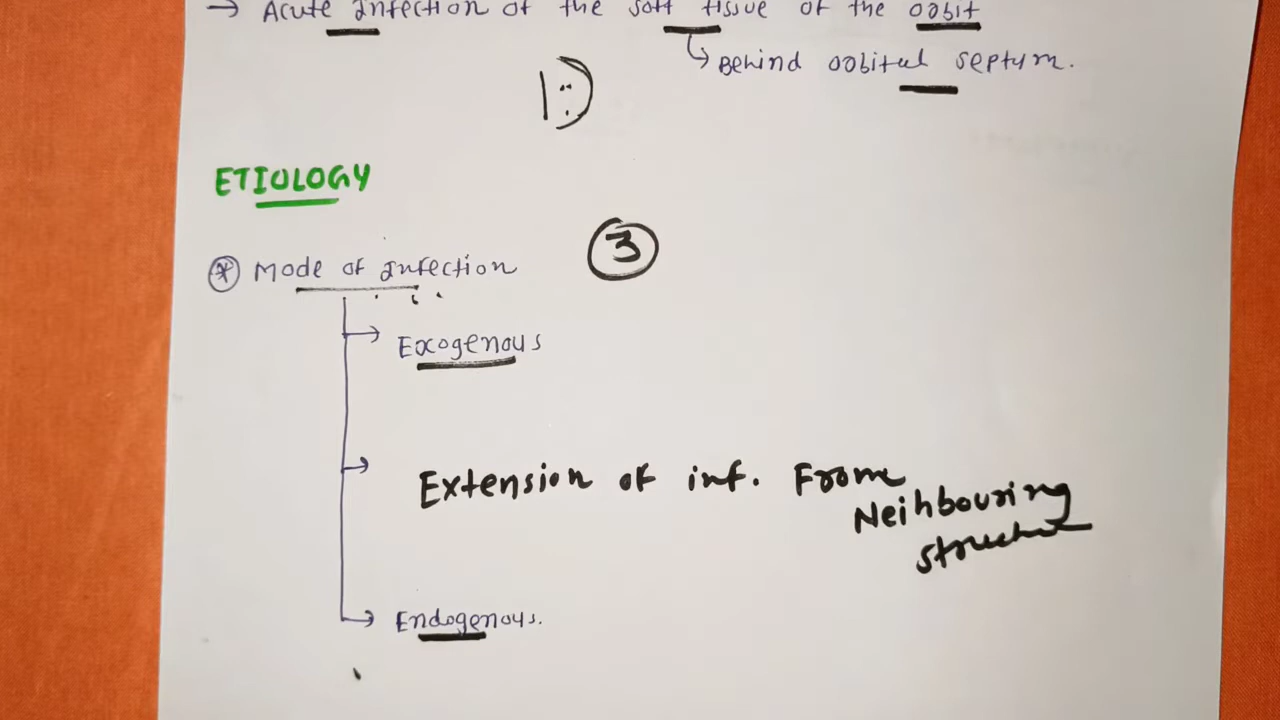 → Acute Infection of the soft tissue of the orbit
↳ Behind orbital septum.
ETIOLOGY
3
* Mode of Infection
→ Exogenous
→ Extension of inf. From
Neihbouring
structure
→ Endogenous.